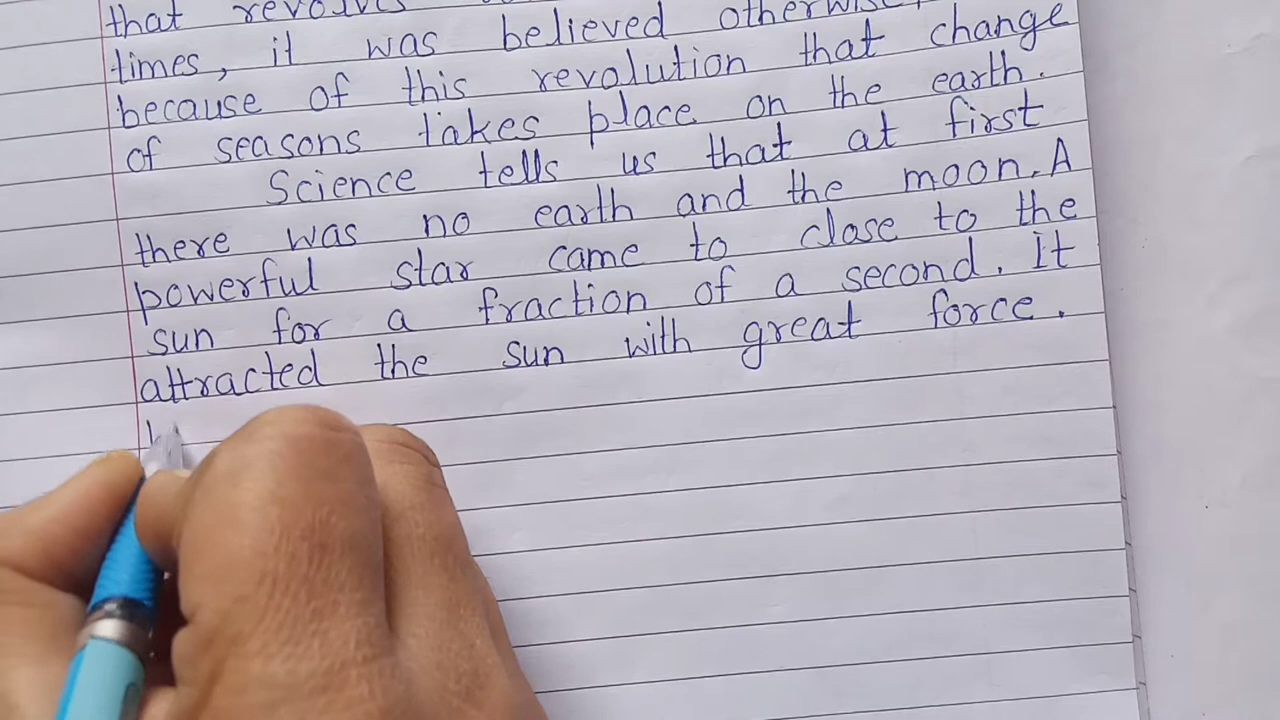 that revolves
times, it was believed otherwise,
because of this revolution that change
of seasons takes place on the earth.
Science tells us that at first
there was no earth and the moon. A
powerful star came to close to the
sun for a fraction of a second. It
attracted the sun with great force.